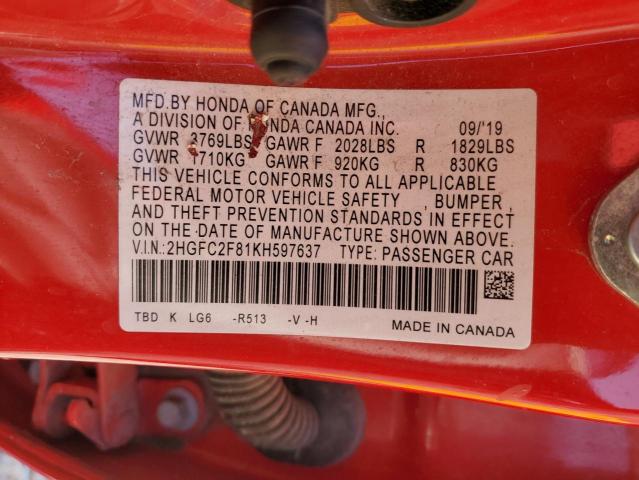 MFD.BY HONDA OF CANADA MFG.,
A DIVISION OF HONDA CANADA INC. 09/'19
GVWR 3769LBS GAWR F 2028LBS R 1829LBS
GVWR 1710KG GAWR F 920KG R 830KG
THIS VEHICLE CONFORMS TO ALL APPLICABLE
FEDERAL MOTOR VEHICLE SAFETY , BUMPER,
AND THEFT PREVENTION STANDARDS IN EFFECT
ON THE DATE OF MANUFACTURE SHOWN ABOVE.
V.I.N.:2HGFC2F81KH597637 TYPE: PASSENGER CAR
TBD K LG6 -R513 -V -H MADE IN CANADA